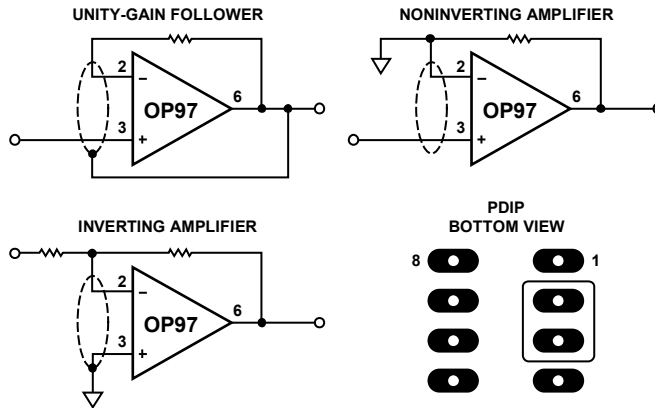 UNITY-GAIN FOLLOWER
2
−
OP97
6
3
+
NONINVERTING AMPLIFIER
2
−
OP97
6
3
+
INVERTING AMPLIFIER
2
−
OP97
6
3
+
PDIP
BOTTOM VIEW
8
1